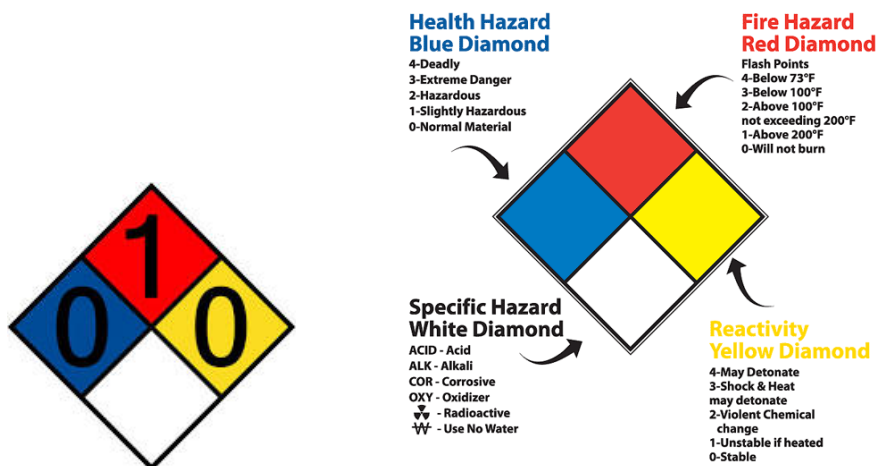 Health Hazard
Blue Diamond
4-Deadly
3-Extreme Danger
2-Hazardous
1-Slightly Hazardous
0-Normal Material
Fire Hazard
Red Diamond
Flash Points
4-Below 73°F
3-Below 100°F
2-Above 100°F
not exceeding 200°F
1-Above 200°F
0-Will not burn
1
0 0
Specific Hazard
White Diamond
ACID - Acid
ALK - Alkali
COR - Corrosive
OXY - Oxidizer
- Radioactive
W - Use No Water
Reactivity
Yellow Diamond
4-May Detonate
3-Shock & Heat
may detonate
2-Violent Chemical
change
1-Unstable if heated
0-Stable